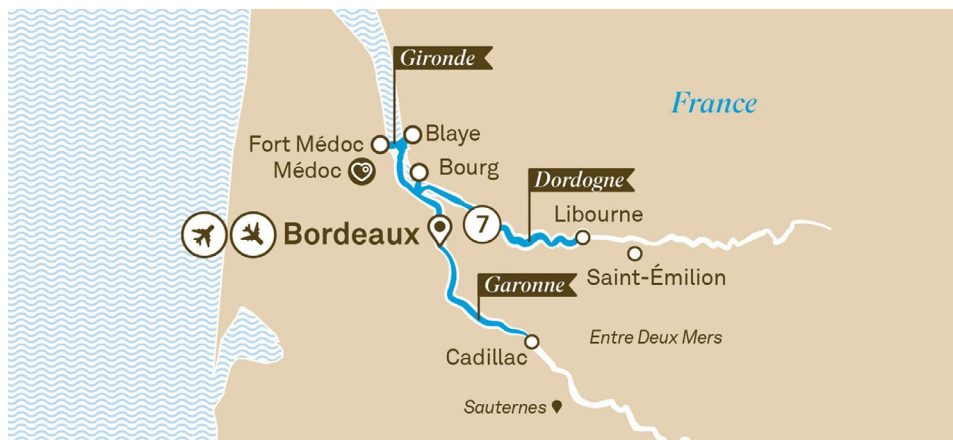 Gironde
France
Fort Médoc
Blaye
Médoc
Bourg
Dordogne
7
Libourne
Bordeaux
Saint-Émilion
Garonne
Entre Deux Mers
Cadillac
Sauternes